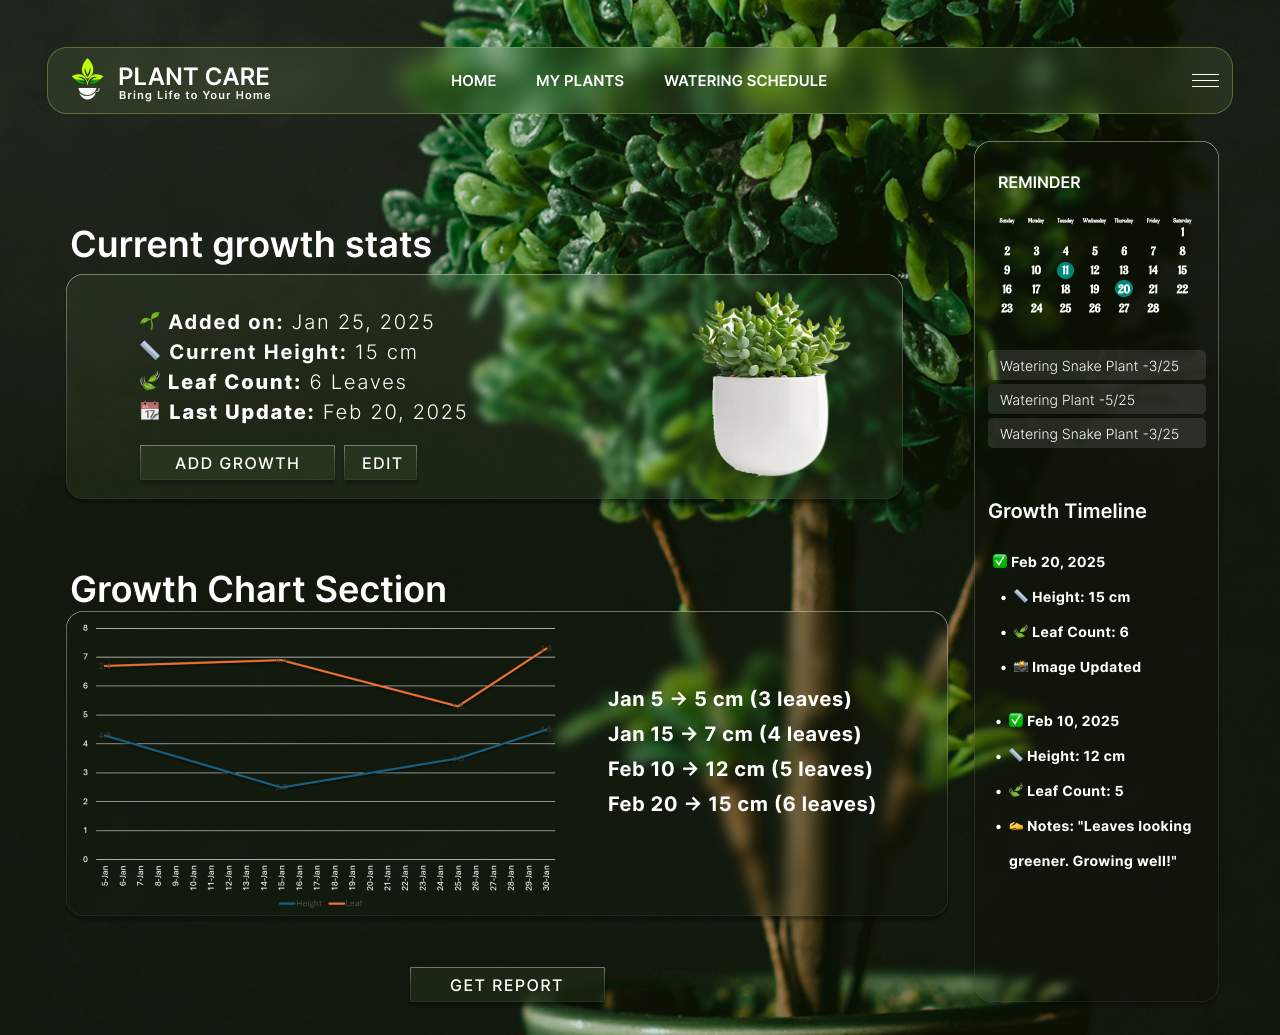 PLANT CARE
Bring Life to Your Home
HOME
MY PLANTS
WATERING SCHEDULE
Current growth stats
Added on: Jan 25, 2025
Current Height: 15 cm
Leaf Count: 6 Leaves
Last Update: Feb 20, 2025
ADD GROWTH
EDIT
Growth Chart Section
8
7
6
5
4
3
2
1
0
5-Jan
6-Jan
7-Jan
8-Jan
9-Jan
10-Jan
11-Jan
12-Jan
13-Jan
14-Jan
15-Jan
16-Jan
17-Jan
18-Jan
19-Jan
20-Jan
21-Jan
22-Jan
23-Jan
24-Jan
25-Jan
26-Jan
27-Jan
28-Jan
29-Jan
30-Jan
Height
Leaf
Jan 5 → 5 cm (3 leaves)
Jan 15 → 7 cm (4 leaves)
Feb 10 → 12 cm (5 leaves)
Feb 20 → 15 cm (6 leaves)
GET REPORT
REMINDER
Sunday Monday Tuesday Wednesday Thursday Friday Saturday
1
2 3 4 5 6 7 8
9 10 11 12 13 14 15
16 17 18 19 20 21 22
23 24 25 26 27 28
Watering Snake Plant -3/25
Watering Plant -5/25
Watering Snake Plant -3/25
Growth Timeline
✅ Feb 20, 2025
• Height: 15 cm
• Leaf Count: 6
• Image Updated
• ✅ Feb 10, 2025
• Height: 12 cm
• Leaf Count: 5
• Notes: "Leaves looking
greener. Growing well!"